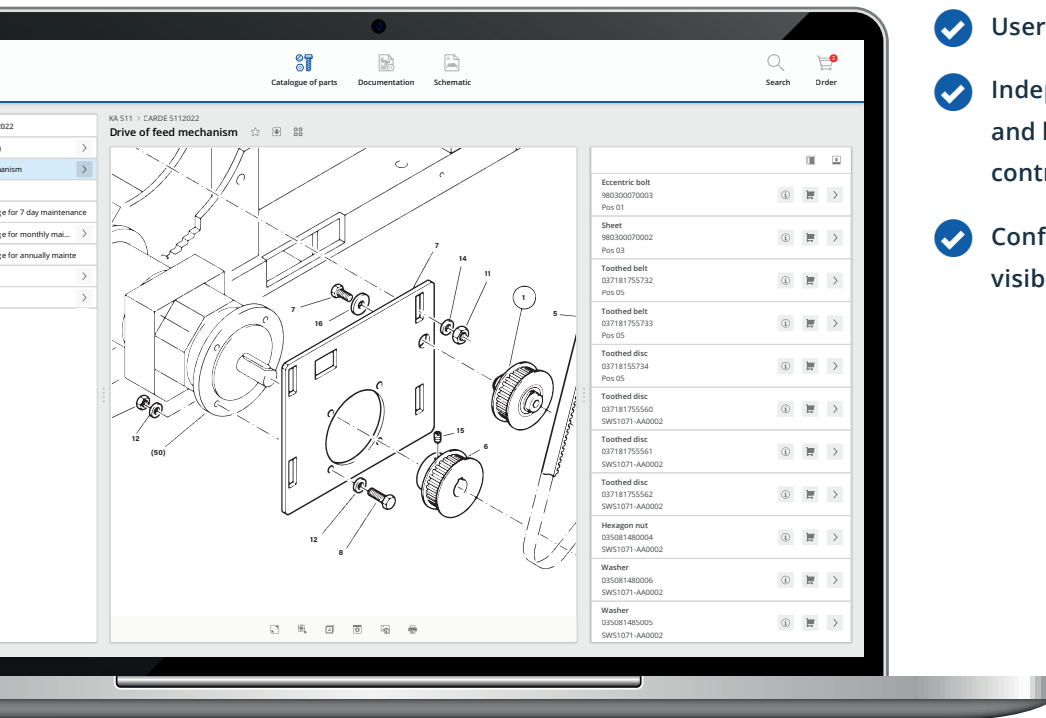 Catalogue of parts
Documentation
Schematic
Search
2
Order
2022
KA 511 > CARDE 5112022
Drive of feed mechanism
anism
ge for 7 day maintenance
ge for monthly mai...
ge for annually mainte
7
14
11
7
16
1
5
15
6
12
(50)
12
8
Eccentric bolt
980300070003
Pos 01
Sheet
980300070002
Pos 03
Toothed belt
037181755732
Pos 05
Toothed belt
037181755733
Pos 05
Toothed disc
03718155734
Pos 05
Toothed disc
037181755560
SWS1071-AA0002
Toothed disc
037181755561
SWS1071-AA0002
Toothed disc
037181755562
SWS1071-AA0002
Hexagon nut
035081480004
SWS1071-AA0002
Washer
035081480006
SWS1071-AA0002
Washer
035081485005
SWS1071-AA0002
User
Indep
and
contr
Conf
visib